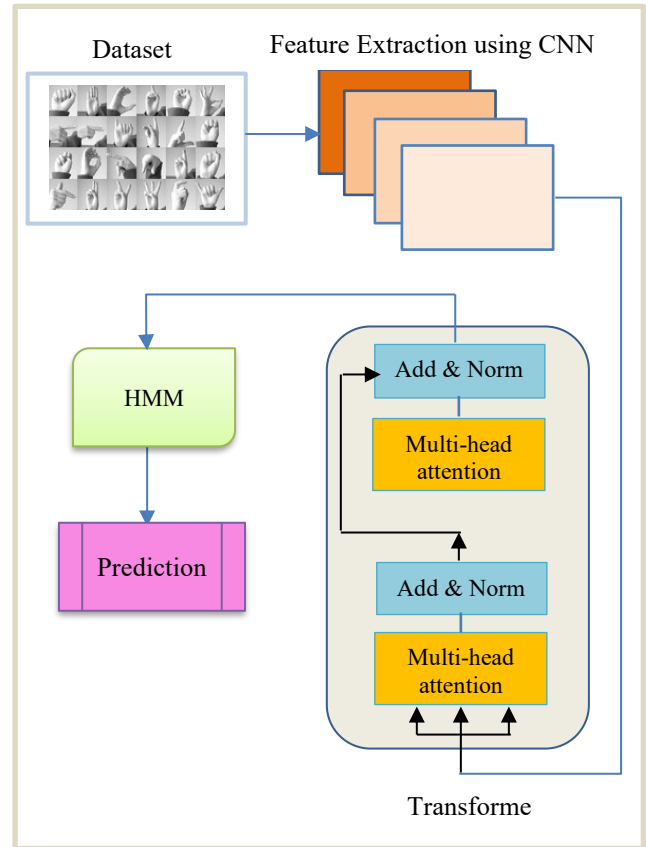 Dataset
Feature Extraction using CNN
Add & Norm
HMM
Multi-head
attention
Prediction
Add & Norm
Multi-head
attention
Transforme